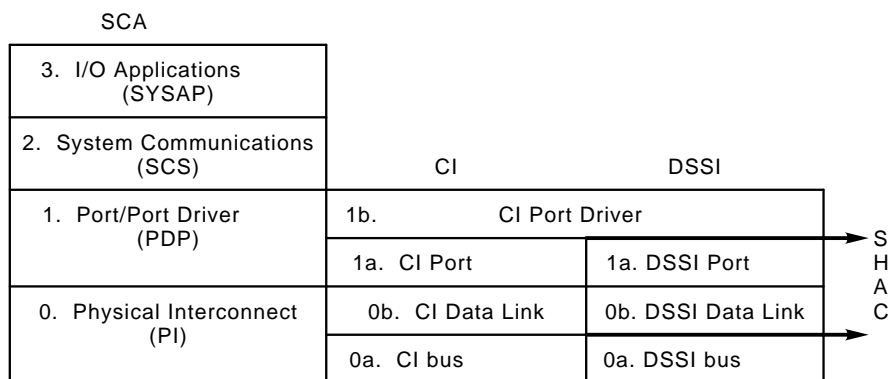 SCA
3. I/O Applications
(SYSAP)
2. System Communications
(SCS)
CI
DSSI
1. Port/Port Driver
(PDP)
1b. CI Port Driver
1a. CI Port
1a. DSSI Port
S
H
A
C
0. Physical Interconnect
(PI)
0b. CI Data Link
0b. DSSI Data Link
0a. CI bus
0a. DSSI bus